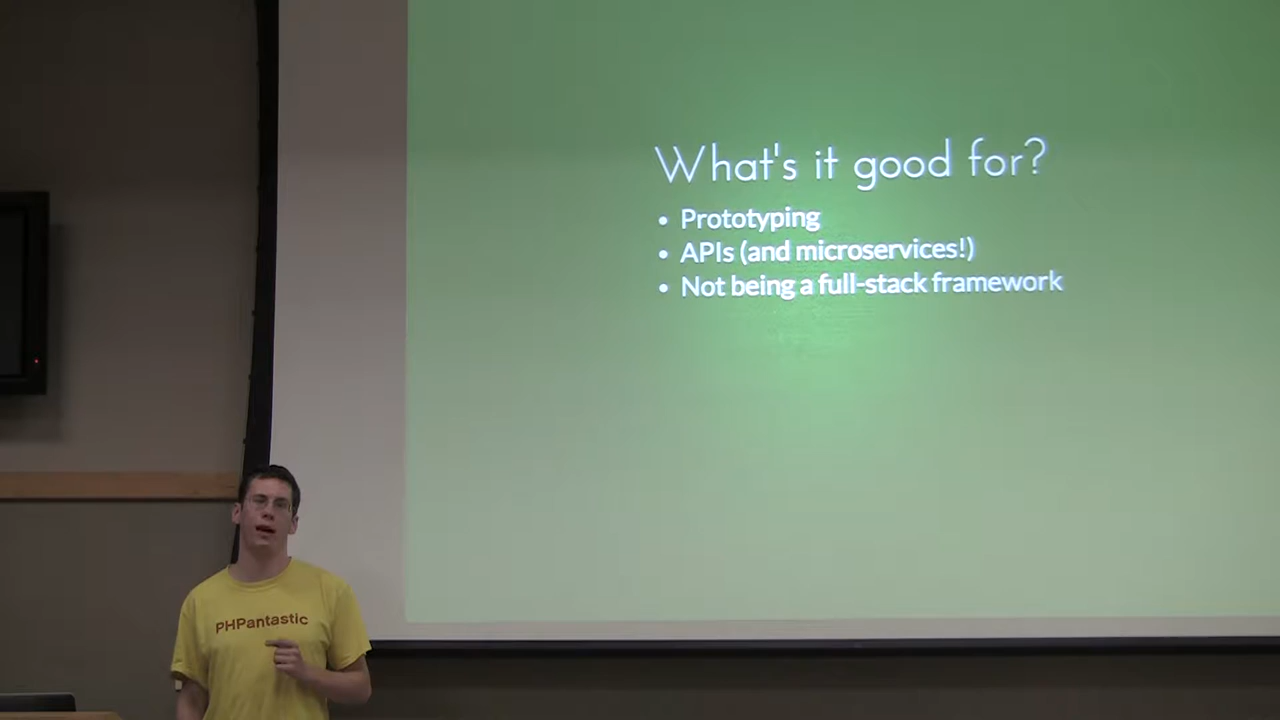 What's it good for?
• Prototyping
• APIs (and microservices!)
• Not being a full-stack framework
PHPantastic